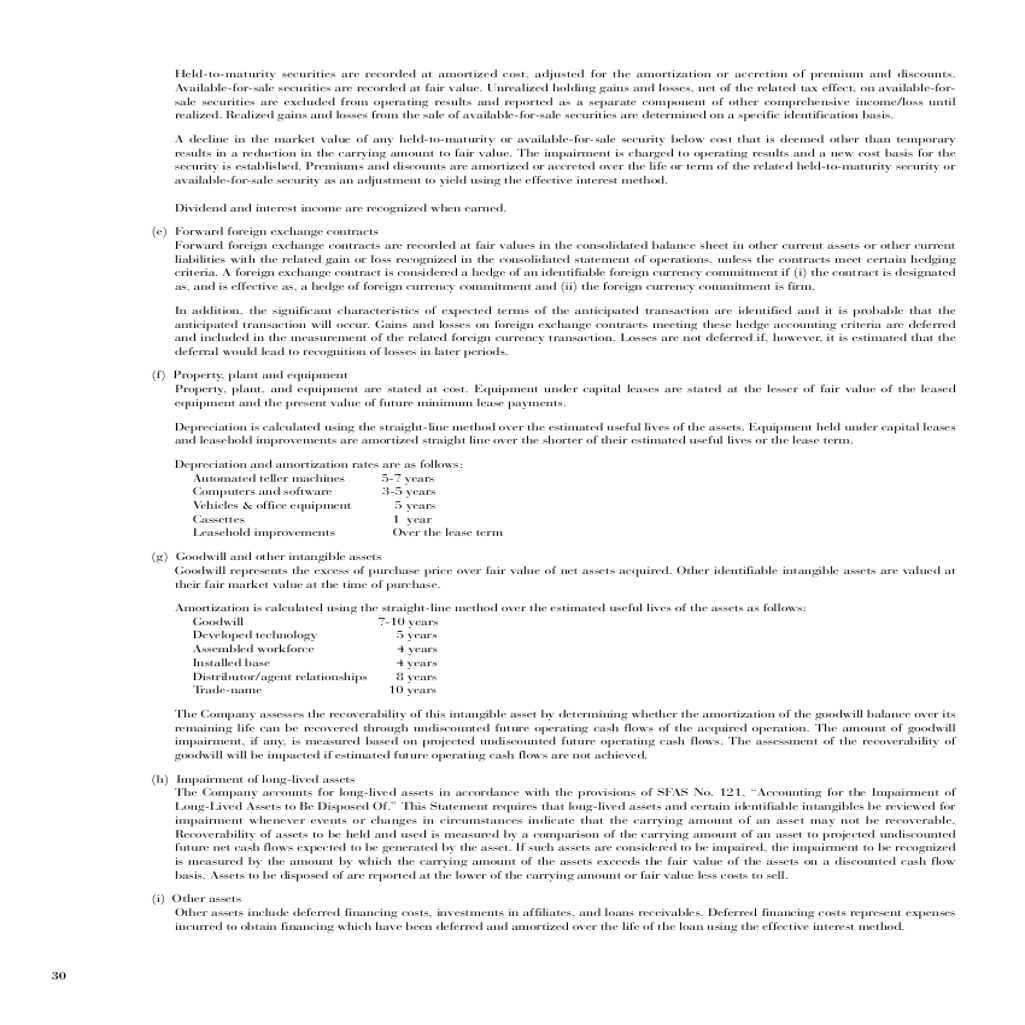 Held-to-maturity securities are recorded at amortized cost, adjusted for the amortization or accretion of premium and discounts.
Available-for-sale securities are recorded at fair value. Unrealized holding gains and losses, net of the related tax effect, on available-for-
sale securities are excluded from operating results and reported as a separate component of other comprehensive income/loss until
realized. Realized gains and losses from the sale of available-for-sale securities are determined on a specific identification basis.
A decline in the market value of any held-to-maturity or available-for-sale security below cost that is deemed other than temporary
results in a reduction in the carrying amount to fair value. The impairment is charged to operating results and a new cost basis for the
security is established. Premiums and discounts are amortized or accreted over the life or term of the related held-to-maturity security or
available-for-sale security as an adjustment to yield using the effective interest method.
Dividend and interest income are recognized when earned.
(e) Forward foreign exchange contracts
Forward foreign exchange contracts are recorded at fair values in the consolidated balance sheet in other current assets or other current
liabilities with the related gain or loss recognized in the consolidated statement of operations, unless the contracts meet certain hedging
criteria. A foreign exchange contract is considered a hedge of an identifiable foreign currency commitment if (i) the contract is designated
as, and is effective as, a hedge of foreign currency commitment and (ii) the foreign currency commitment is firm.
In addition, the significant characteristics of expected terms of the anticipated transaction are identified and it is probable that the
anticipated transaction will occur. Gains and losses on foreign exchange contracts meeting these hedge accounting criteria are deferred
and included in the measurement of the related foreign currency transaction. Losses are not deferred if, however, it is estimated that the
deferral would lead to recognition of losses in later periods.
(f) Property, plant and equipment
Property, plant, and equipment are stated at cost. Equipment under capital leases are stated at the lesser of fair value of the leased
equipment and the present value of future minimum lease payments.
Depreciation is calculated using the straight-line method over the estimated useful lives of the assets. Equipment held under capital leases
and leasehold improvements are amortized straight line over the shorter of their estimated useful lives or the lease term.
Depreciation and amortization rates are as follows:
Automated teller machines 5-7 years
Computers and software 3-5 years
Vehicles & office equipment 5 years
Cassettes 1 year
Leasehold improvements Over the lease term
(g) Goodwill and other intangible assets
Goodwill represents the excess of purchase price over fair value of net assets acquired. Other identifiable intangible assets are valued at
their fair market value at the time of purchase.
Amortization is calculated using the straight-line method over the estimated useful lives of the assets as follows:
Goodwill 7-10 years
Developed technology 5 years
Assembled workforce 4 years
Installed base 4 years
Distributor/agent relationships 8 years
Trade-name 10 years
The Company assesses the recoverability of this intangible asset by determining whether the amortization of the goodwill balance over its
remaining life can be recovered through undiscounted future operating cash flows of the acquired operation. The amount of goodwill
impairment, if any, is measured based on projected undiscounted future operating cash flows. The assessment of the recoverability of
goodwill will be impacted if estimated future operating cash flows are not achieved.
(h) Impairment of long-lived assets
The Company accounts for long-lived assets in accordance with the provisions of SFAS No. 121, “Accounting for the Impairment of
Long-Lived Assets to Be Disposed Of.” This Statement requires that long-lived assets and certain identifiable intangibles be reviewed for
impairment whenever events or changes in circumstances indicate that the carrying amount of an asset may not be recoverable.
Recoverability of assets to be held and used is measured by a comparison of the carrying amount of an asset to projected undiscounted
future net cash flows expected to be generated by the asset. If such assets are considered to be impaired, the impairment to be recognized
is measured by the amount by which the carrying amount of the assets exceeds the fair value of the assets on a discounted cash flow
basis. Assets to be disposed of are reported at the lower of the carrying amount or fair value less costs to sell.
(i) Other assets
Other assets include deferred financing costs, investments in affiliates, and loans receivables. Deferred financing costs represent expenses
incurred to obtain financing which have been deferred and amortized over the life of the loan using the effective interest method.
30